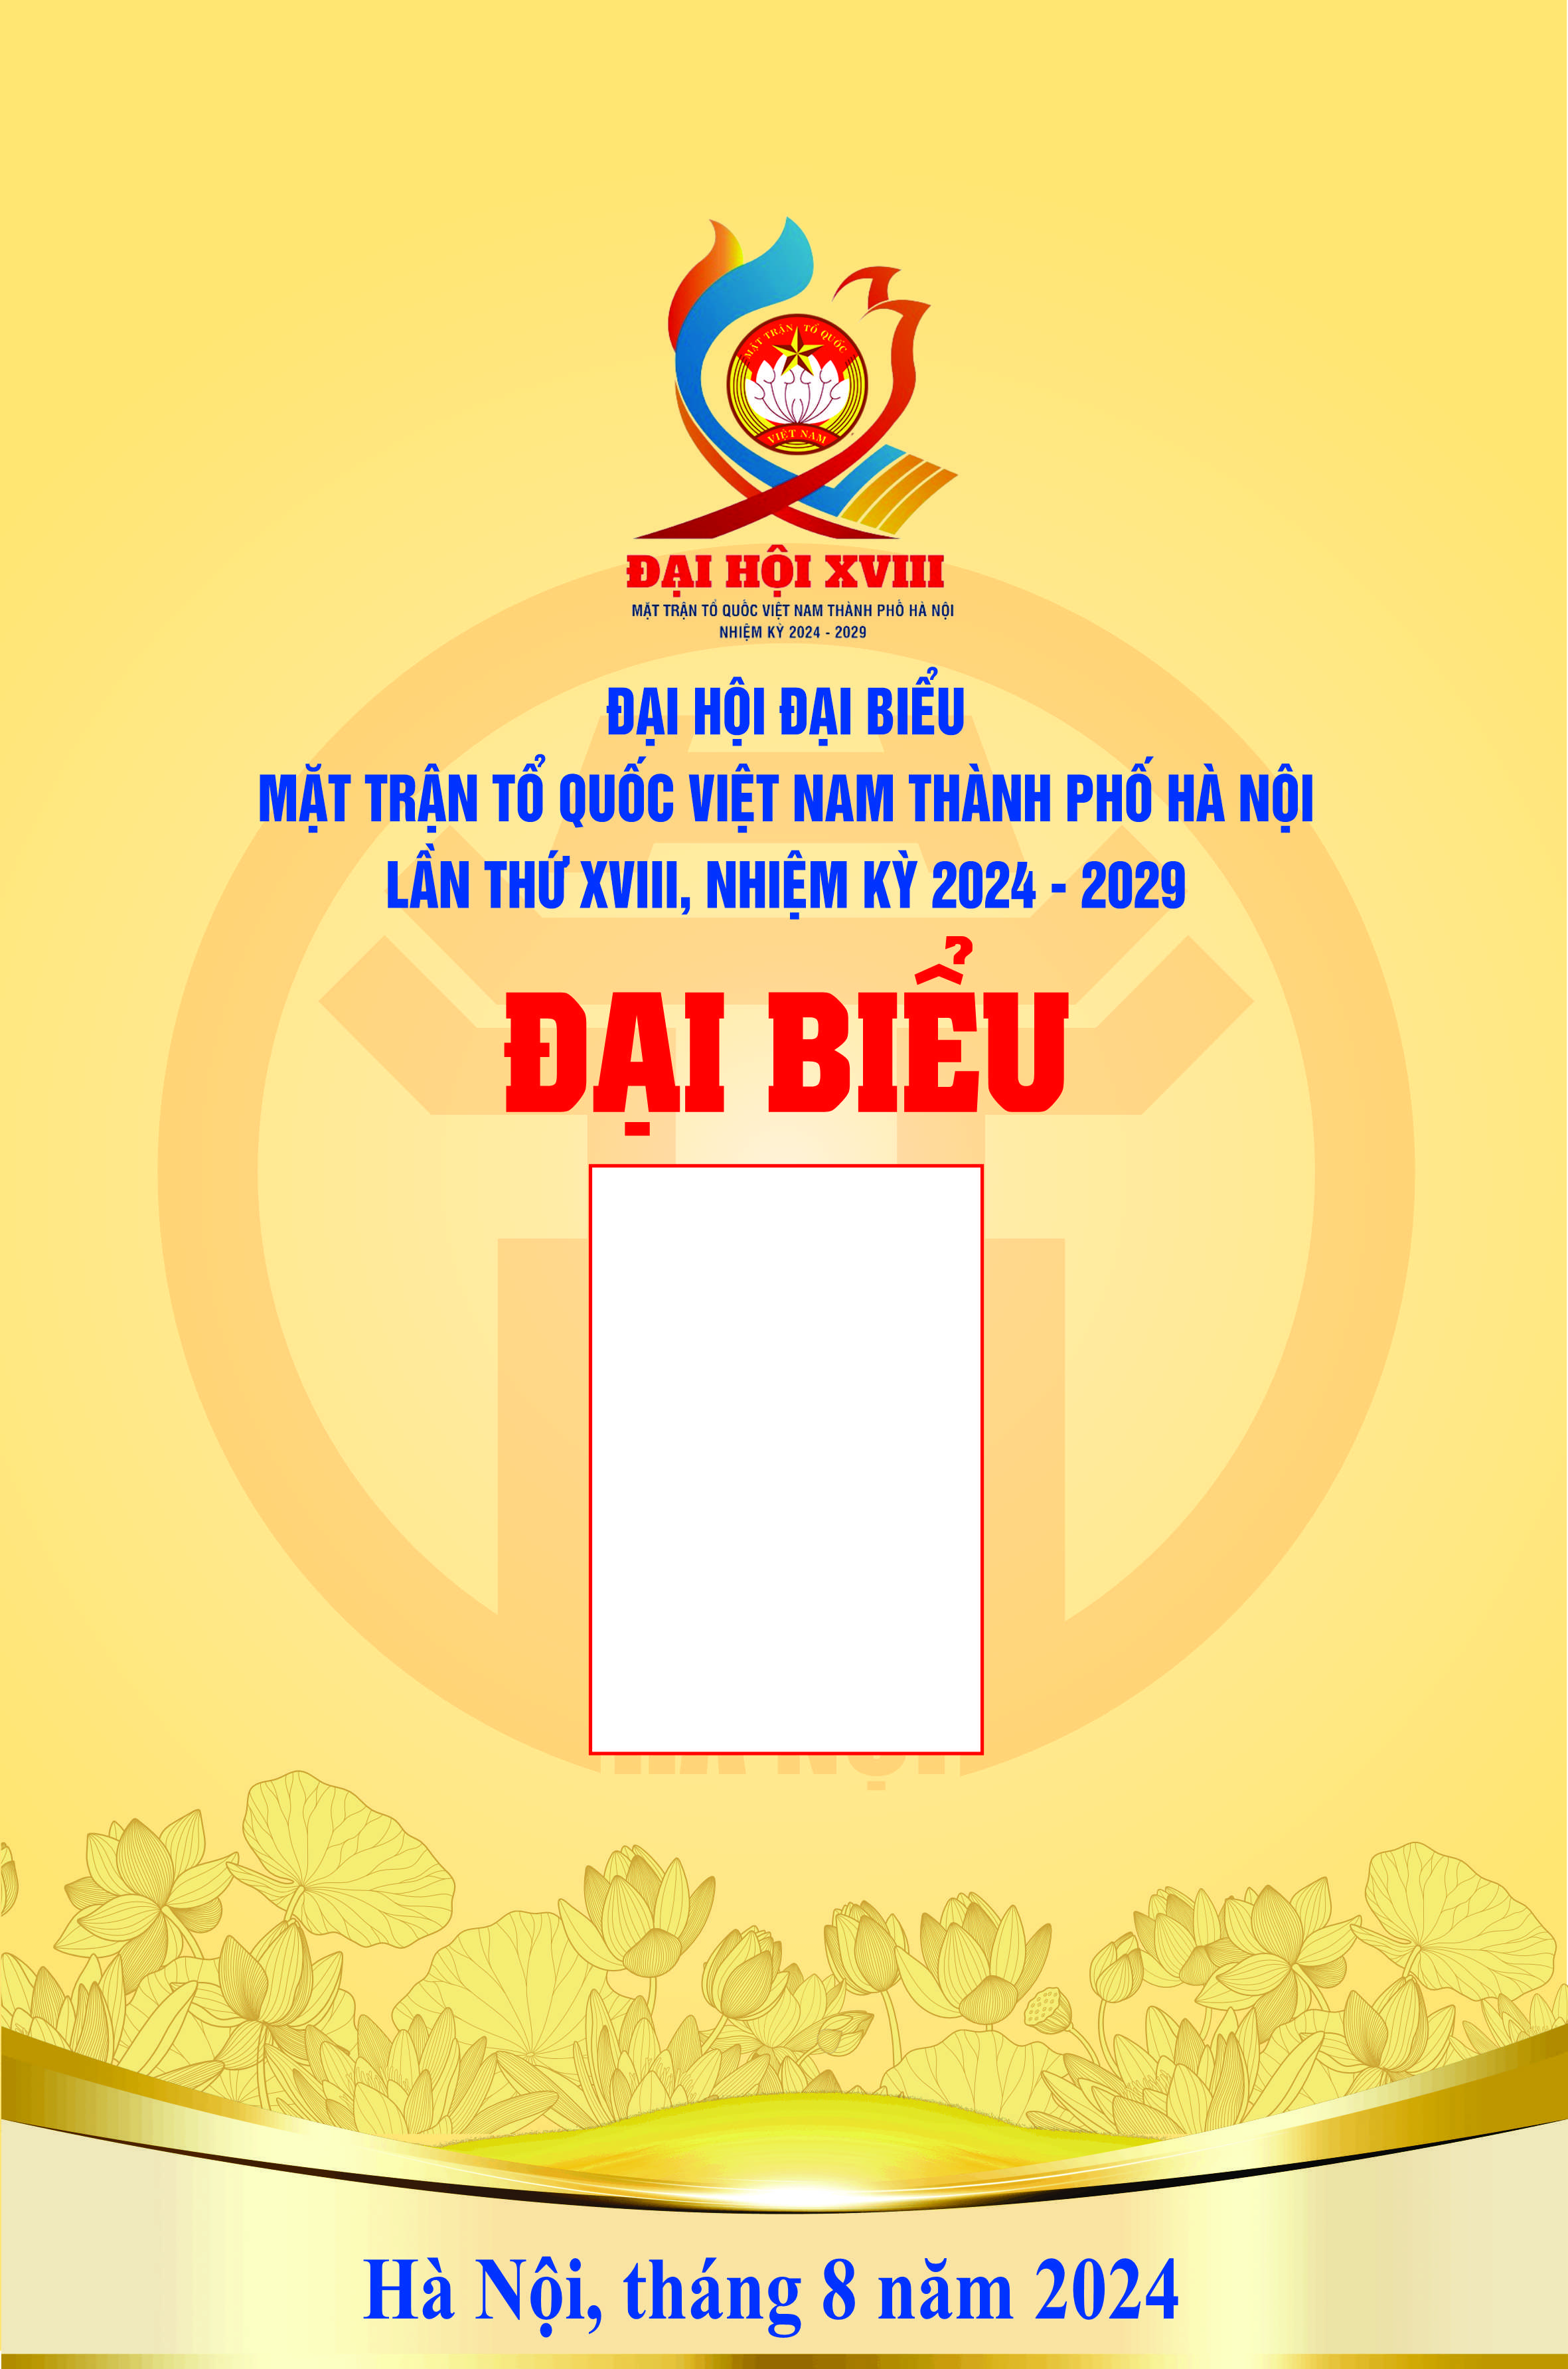 MẶT TRẬN TỔ QUỐC
VIỆT NAM
ĐẠI HỘI XVIII
MẶT TRẬN TỔ QUỐC VIỆT NAM THÀNH PHỐ HÀ NỘI
NHIỆM KỲ 2024 - 2029
ĐẠI HỘI ĐẠI BIỂU
MẶT TRẬN TỔ QUỐC VIỆT NAM THÀNH PHỐ HÀ NỘI
LẦN THỨ XVIII, NHIỆM KỲ 2024 - 2029
ĐẠI BIỂU
HÀ NỘI
Hà Nội, tháng 8 năm 2024